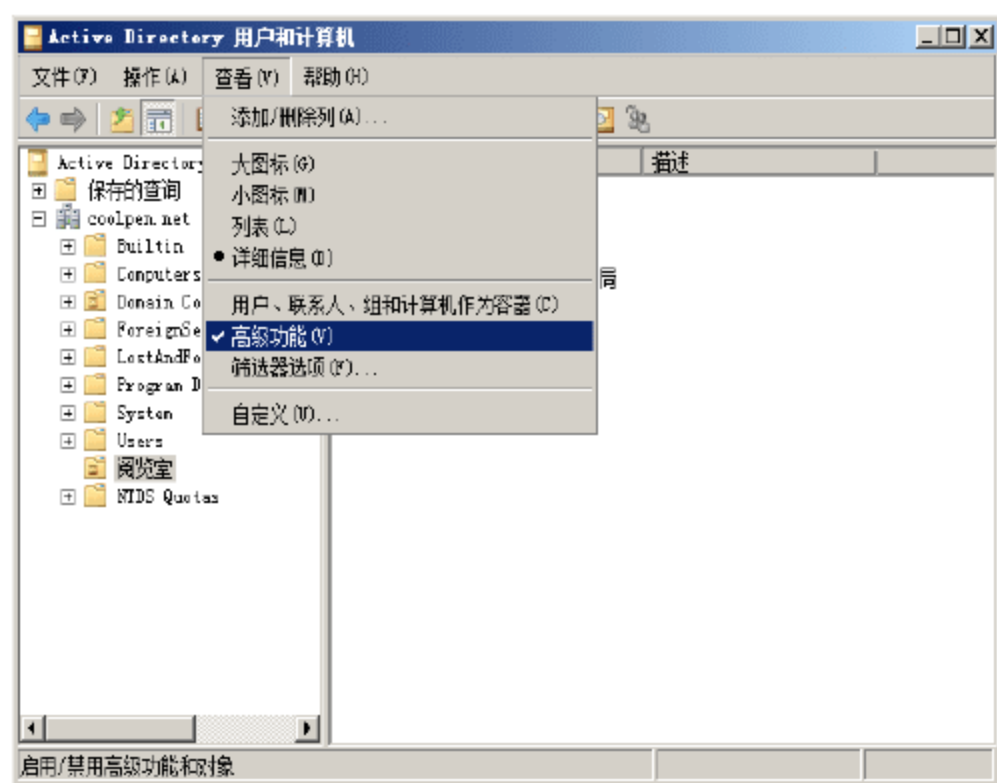 Active Directory 用户和计算机
文件(F) 操作(A) 查看(V) 帮助(H)
添加/删除列(A)...
大图标(G)
小图标(N)
列表(L)
详细信息(D)
用户、联系人、组和计算机作为容器(C)
高级功能(V)
筛选器选项(F)...
自定义(U)...
描述
局
Active Directory
保存的查询
coolpen.net
Builtin
Computers
Domain Co
ForeignSe
LostAndFo
Program D
System
Users
阅览室
NTDS Quotas
启用/禁用高级功能和对象